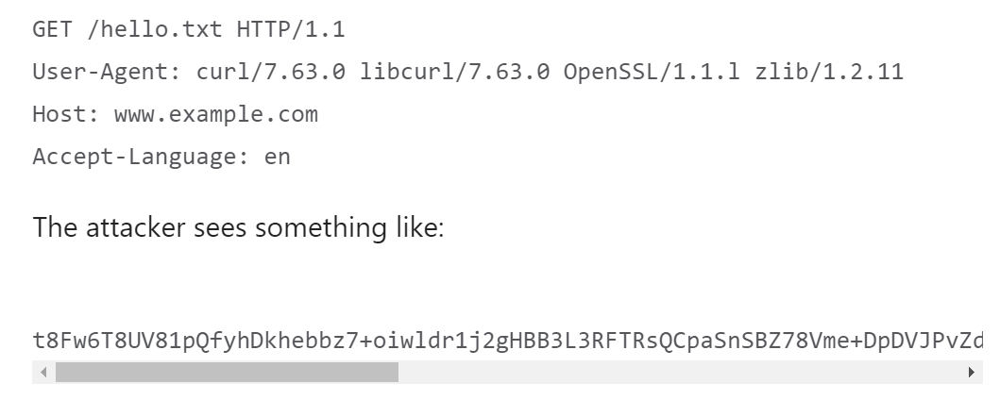 GET /hello.txt HTTP/1.1
User-Agent: curl/7.63.0 libcurl/7.63.0 OpenSSL/1.1.l zlib/1.2.11
Host: www.example.com
Accept-Language: en
The attacker sees something like:
t8Fw6T8UV81pQfyhDkhebbz7+oiwldr1j2gHBB3L3RFTRsQCpaSnSBZ78Vme+DpDVJPvZd